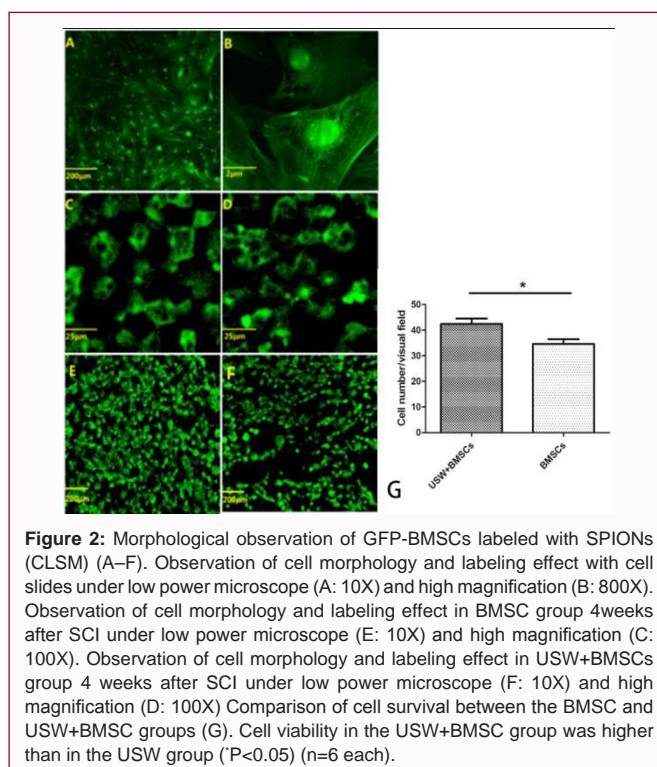 A
B
200μm
2μm
C
D
25μm
25μm
E
F
200μm
200μm
*
50
40
30
20
10
0
Cell number/visual field
USW+BMSCs
BMSCs
G
Figure 2: Morphological observation of GFP-BMSCs labeled with SPIONs
(CLSM) (A–F). Observation of cell morphology and labeling effect with cell
slides under low power microscope (A: 10X) and high magnification (B: 800X).
Observation of cell morphology and labeling effect in BMSC group 4weeks
after SCI under low power microscope (E: 10X) and high magnification (C:
100X). Observation of cell morphology and labeling effect in USW+BMSCs
group 4 weeks after SCI under low power microscope (F: 10X) and high
magnification (D: 100X) Comparison of cell survival between the BMSC and
USW+BMSC groups (G). Cell viability in the USW+BMSC group was higher
than in the USW group (*P<0.05) (n=6 each).